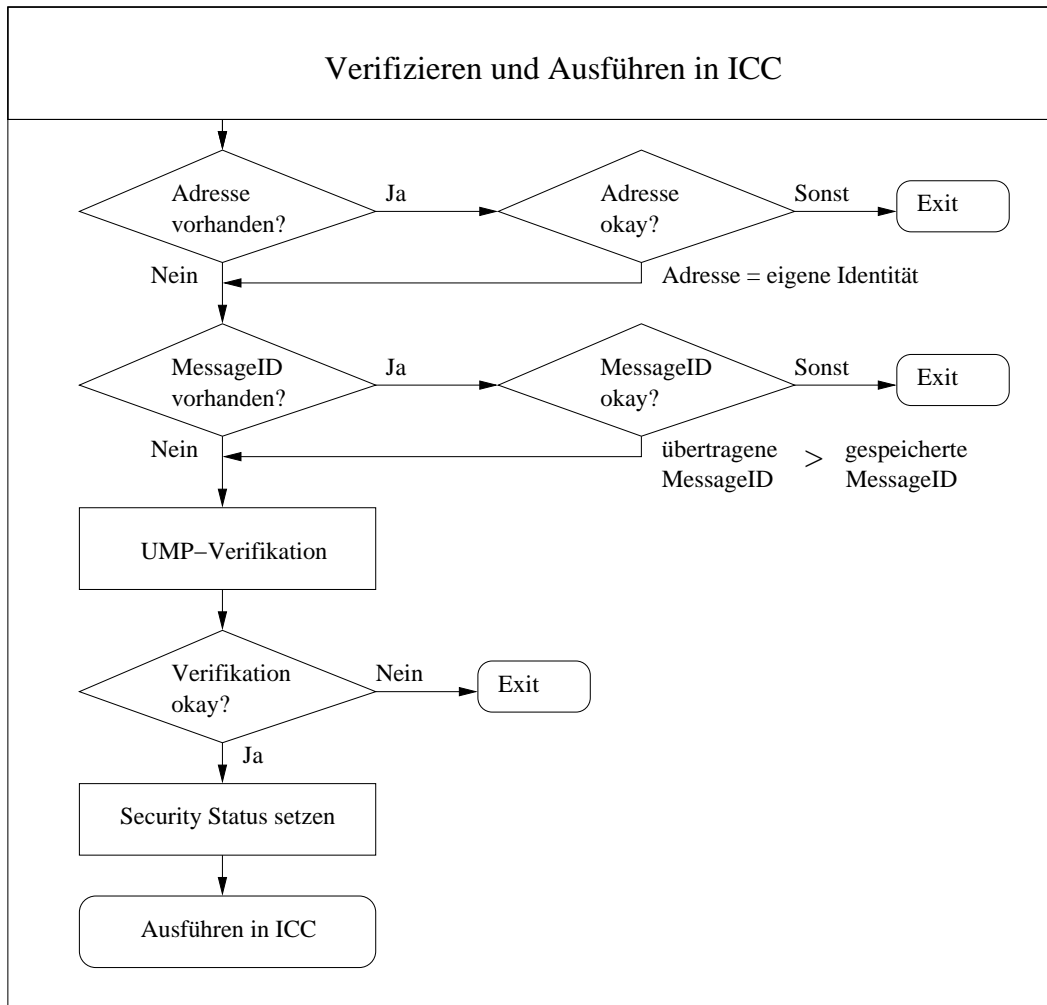 Verifizieren und Ausführen in ICC
Adresse
vorhanden?
Ja
Adresse
okay?
Sonst
Exit
Nein
Adresse = eigene Identität
MessageID
vorhanden?
Ja
MessageID
okay?
Sonst
Exit
Nein
übertragene > gespeicherte
MessageID MessageID
UMP−Verifikation
Verifikation
okay?
Nein
Exit
Ja
Security Status setzen
Ausführen in ICC